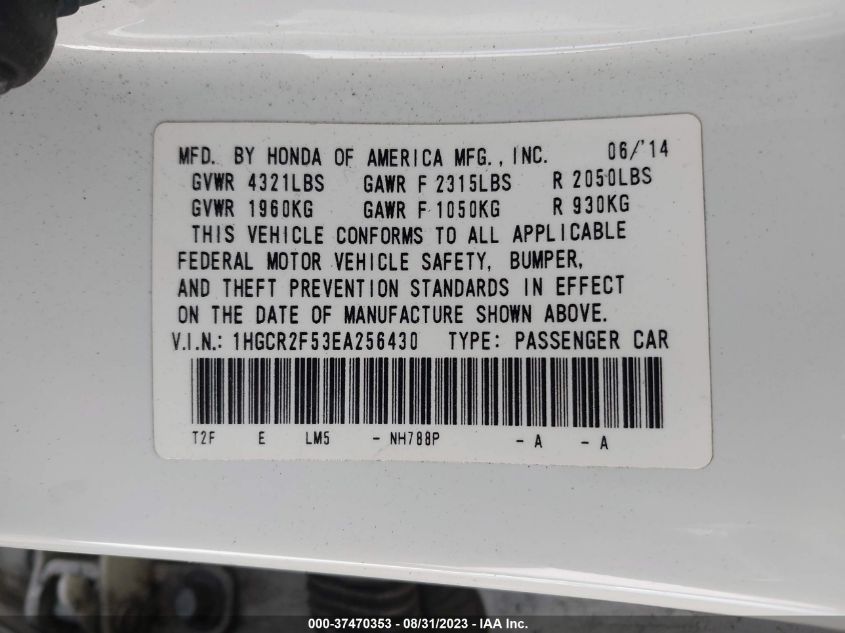 MFD. BY HONDA OF AMERICA MFG., INC. 06/'14
GVWR 4321LBS GAWR F 2315LBS R 2050LBS
GVWR 1960KG GAWR F 1050KG R 930KG
THIS VEHICLE CONFORMS TO ALL APPLICABLE
FEDERAL MOTOR VEHICLE SAFETY, BUMPER,
AND THEFT PREVENTION STANDARDS IN EFFECT
ON THE DATE OF MANUFACTURE SHOWN ABOVE.
V.I.N.: 1HGCR2F53EA256430 TYPE: PASSENGER CAR
T2F E LM5 - NH788P - A - A
000-37470353 - 08/31/2023 - IAA Inc.